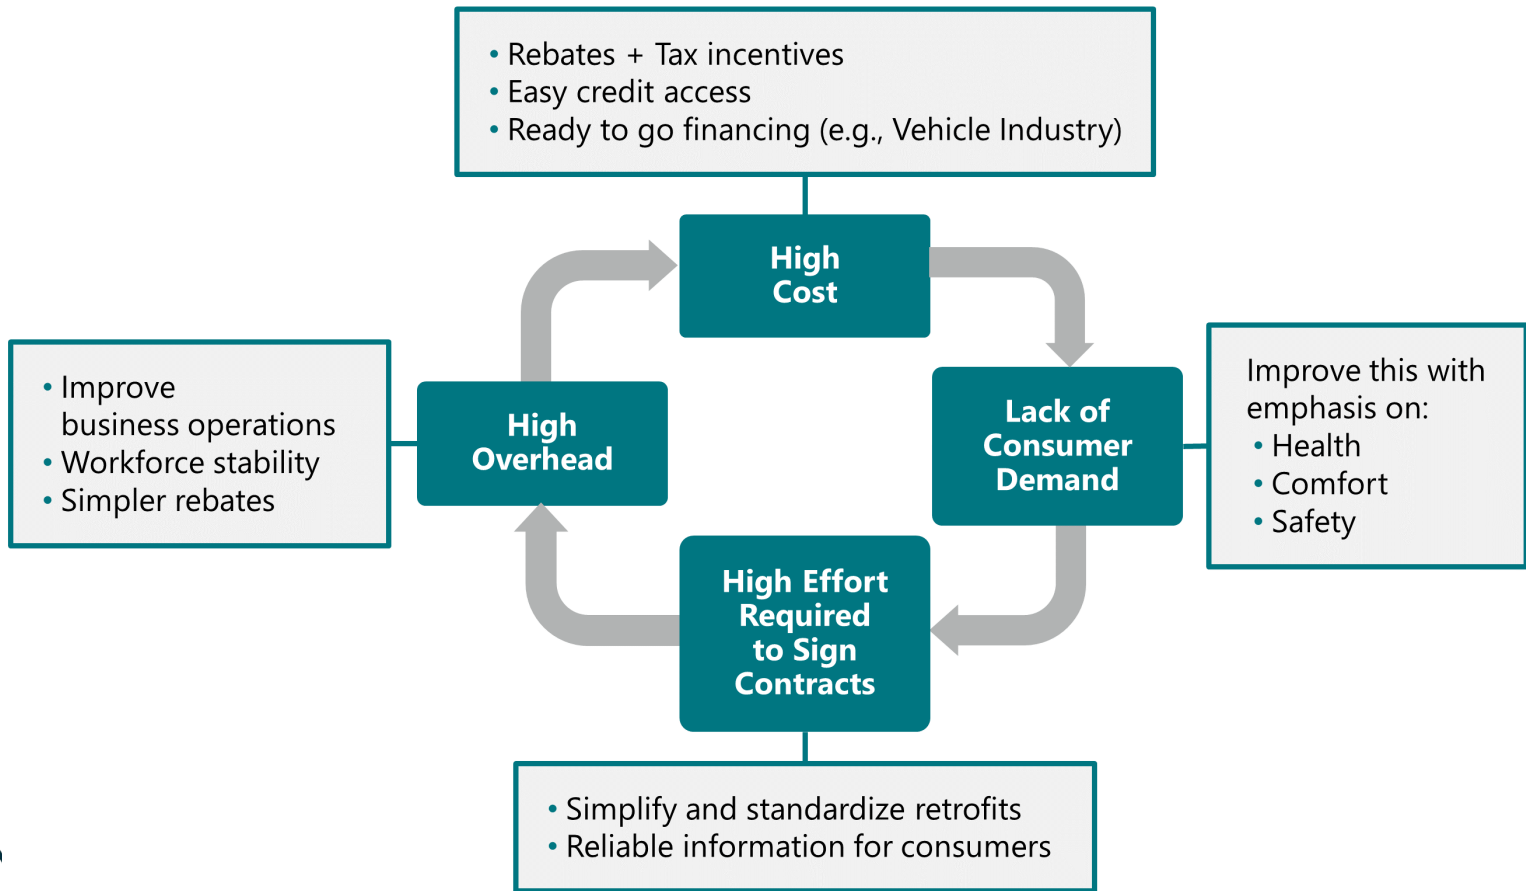 • Rebates + Tax incentives
• Easy credit access
• Ready to go financing (e.g., Vehicle Industry)
High
Cost
• Improve
business operations
• Workforce stability
• Simpler rebates
High
Overhead
Lack of
Consumer
Demand
Improve this with
emphasis on:
• Health
• Comfort
• Safety
High Effort
Required
to Sign
Contracts
• Simplify and standardize retrofits
• Reliable information for consumers